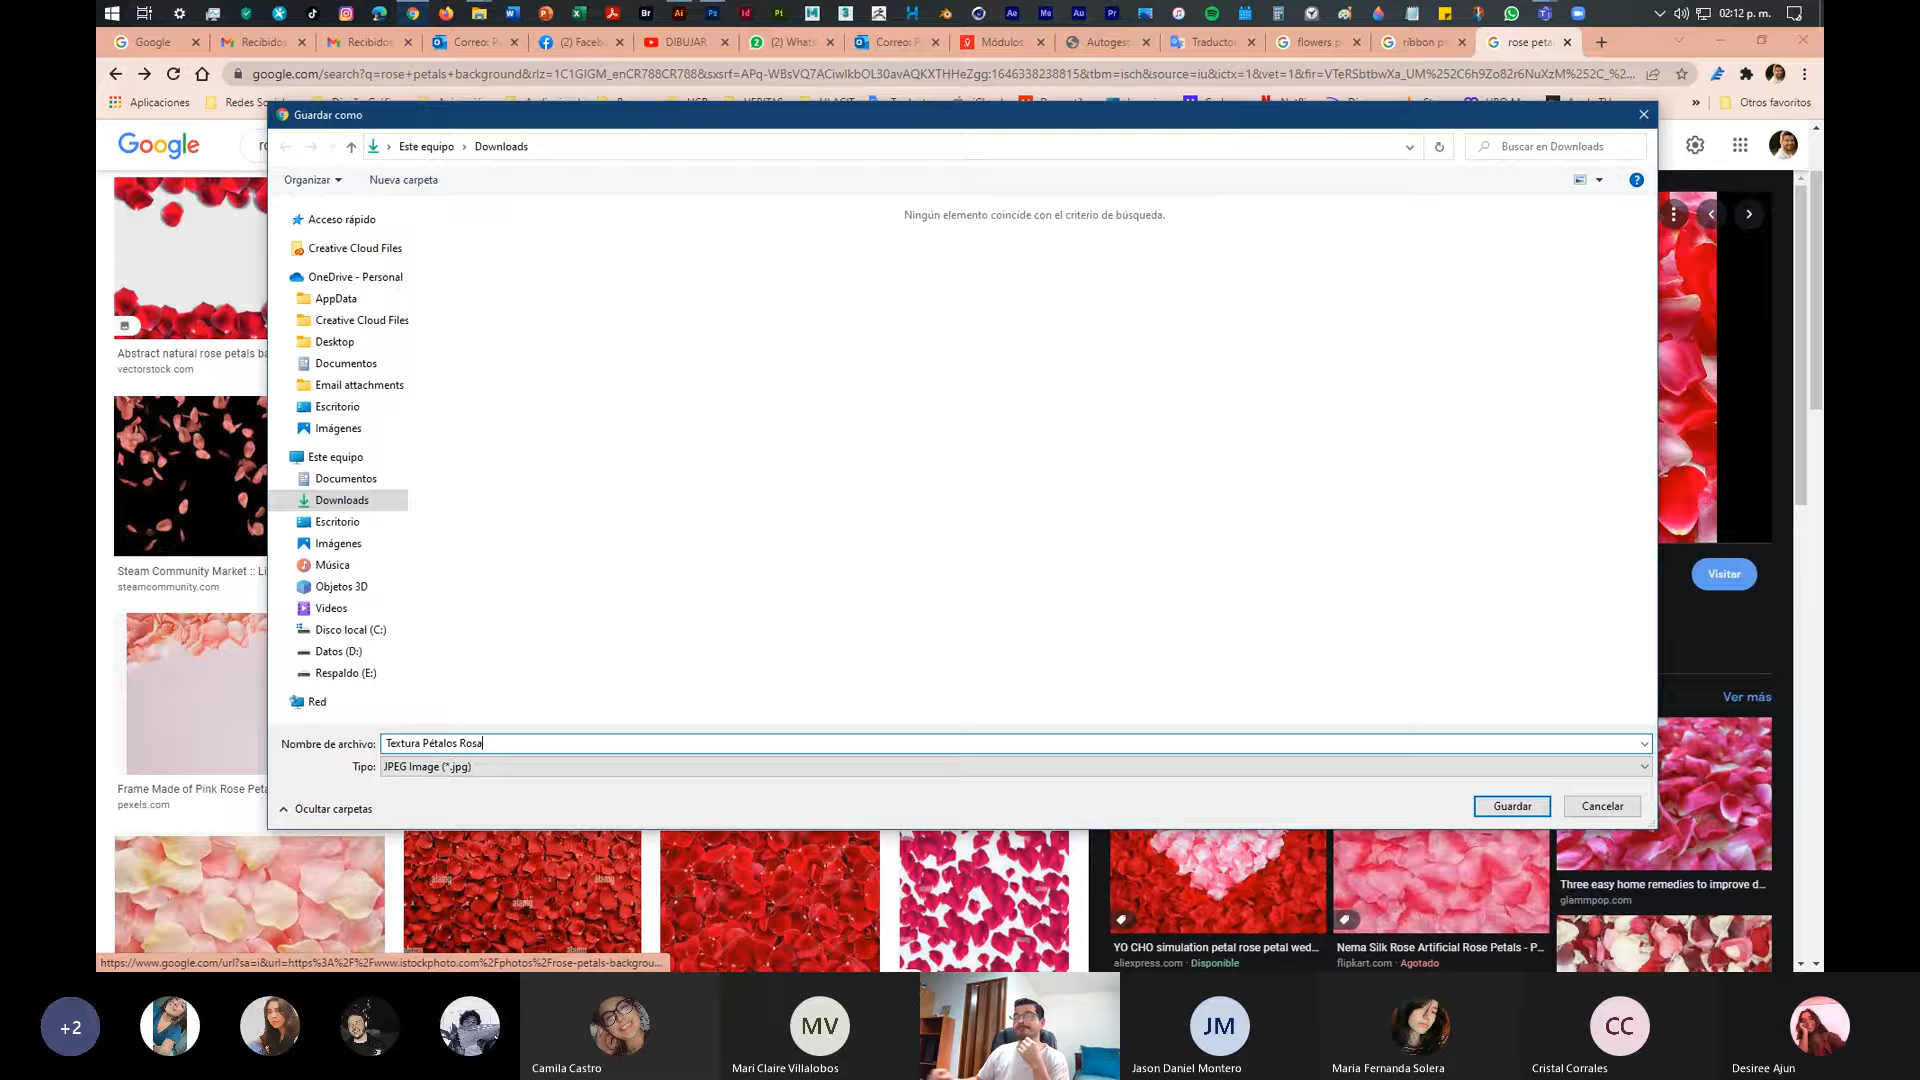 02:12 p. m.
Google
Recibidos
Recibidos
Correo: P
(2) Faceb
DIBUJAR
(2) Whats
Correo: P
Módulos
Autoges
Traducto
flowers p
ribbon p
rose peta
google.com/search?q=rose+petals+background&rlz=1C1GIGM_enCR788CR788&sxsrf=APq-WBsVQ7ACiwIkbOL30avAQKXTHHeZgg:1646338238815&tbm=isch&source=iu&ictx=1&vet=1&fir=VTeRSbtbwXa_UM%252C6h9Zo82r6NuXzM%252C_%...
Aplicaciones
Redes So
Otros favoritos
Guardar como
Google
ro
Este equipo
Downloads
Buscar en Downloads
Organizar
Nueva carpeta
Ningún elemento coincide con el criterio de búsqueda.
Acceso rápido
Creative Cloud Files
OneDrive - Personal
AppData
Creative Cloud Files
Desktop
Documentos
Email attachments
Escritorio
Imágenes
Este equipo
Documentos
Downloads
Escritorio
Imágenes
Música
Objetos 3D
Videos
Disco local (C:)
Datos (D:)
Respaldo (E:)
Red
Nombre de archivo:
Textura Pétalos Rosa
Tipo:
JPEG Image (*.jpg)
Ocultar carpetas
Guardar
Cancelar
Abstract natural rose petals ba
vectorstock.com
Steam Community Market :: Li
steamcommunity.com
Frame Made of Pink Rose Peta
pexels.com
Visitar
Ver más
alamy
alamy
alamy
Three easy home remedies to improve d...
glammpop.com
YO CHO simulation petal rose petal wed...
aliexpress.com · Disponible
Nema Silk Rose Artificial Rose Petals - P...
flipkart.com · Agotado
https://www.google.com/url?sa=i&url=https%3A%2F%2Fwww.istockphoto.com%2Fphotos%2Frose-petals-backgrou...
+2
Camila Castro
MV
Mari Claire Villalobos
JM
Jason Daniel Montero
Maria Fernanda Solera
CC
Cristal Corrales
Desiree Ajun